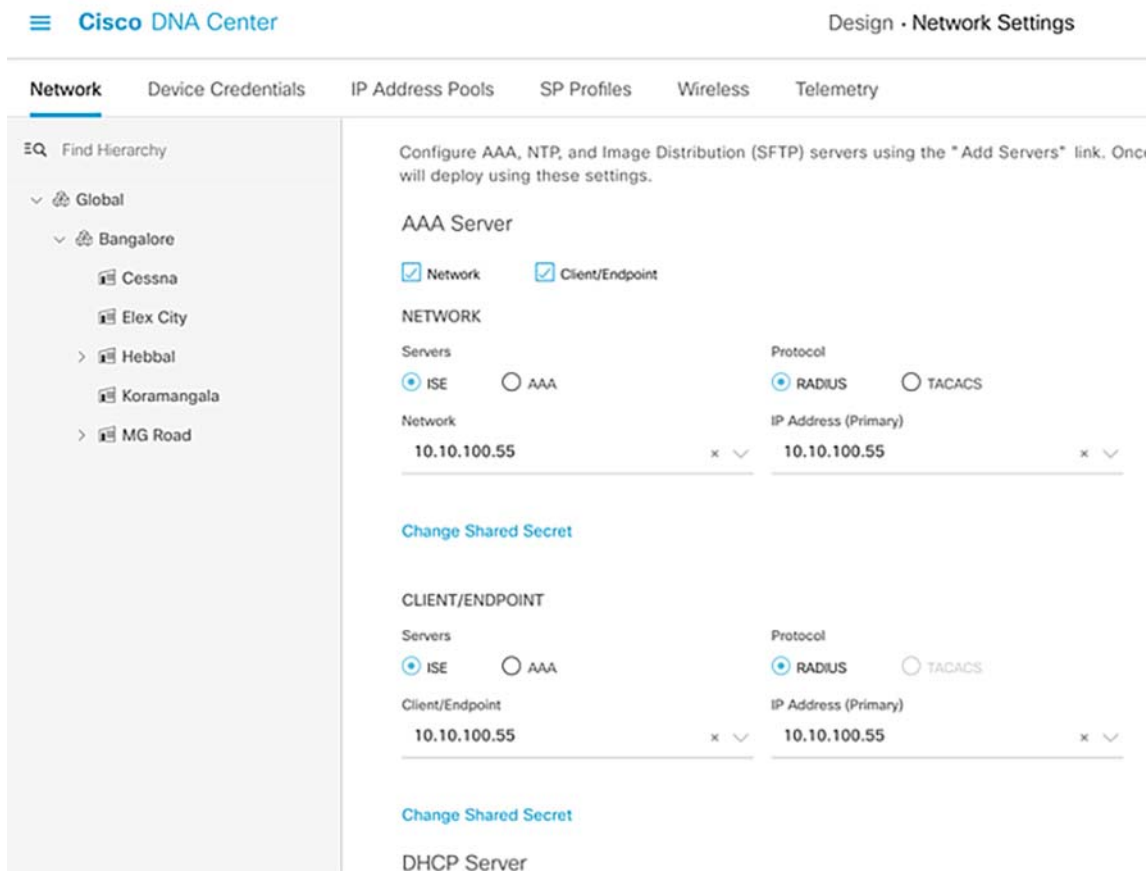 Cisco DNA Center
Design · Network Settings
Network Device Credentials IP Address Pools SP Profiles Wireless Telemetry
Find Hierarchy
Global
Bangalore
Cessna
Elex City
Hebbal
Koramangala
MG Road
Configure AAA, NTP, and Image Distribution (SFTP) servers using the "Add Servers" link. Once
will deploy using these settings.
AAA Server
Network Client/Endpoint
NETWORK
Servers Protocol
ISE AAA RADIUS TACACS
Network IP Address (Primary)
10.10.100.55 10.10.100.55
Change Shared Secret
CLIENT/ENDPOINT
Servers Protocol
ISE AAA RADIUS TACACS
Client/Endpoint IP Address (Primary)
10.10.100.55 10.10.100.55
Change Shared Secret
DHCP Server